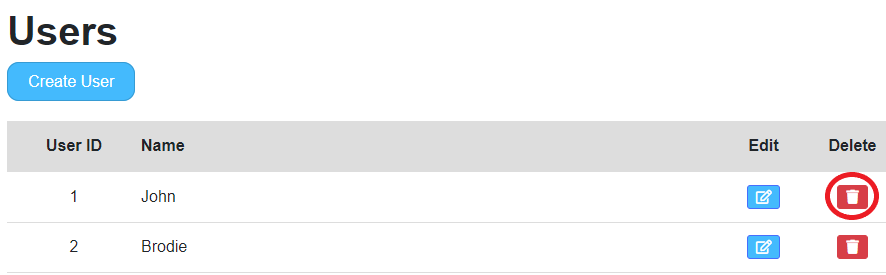 Users
Create User
User ID Name Edit Delete
1 John
2 Brodie